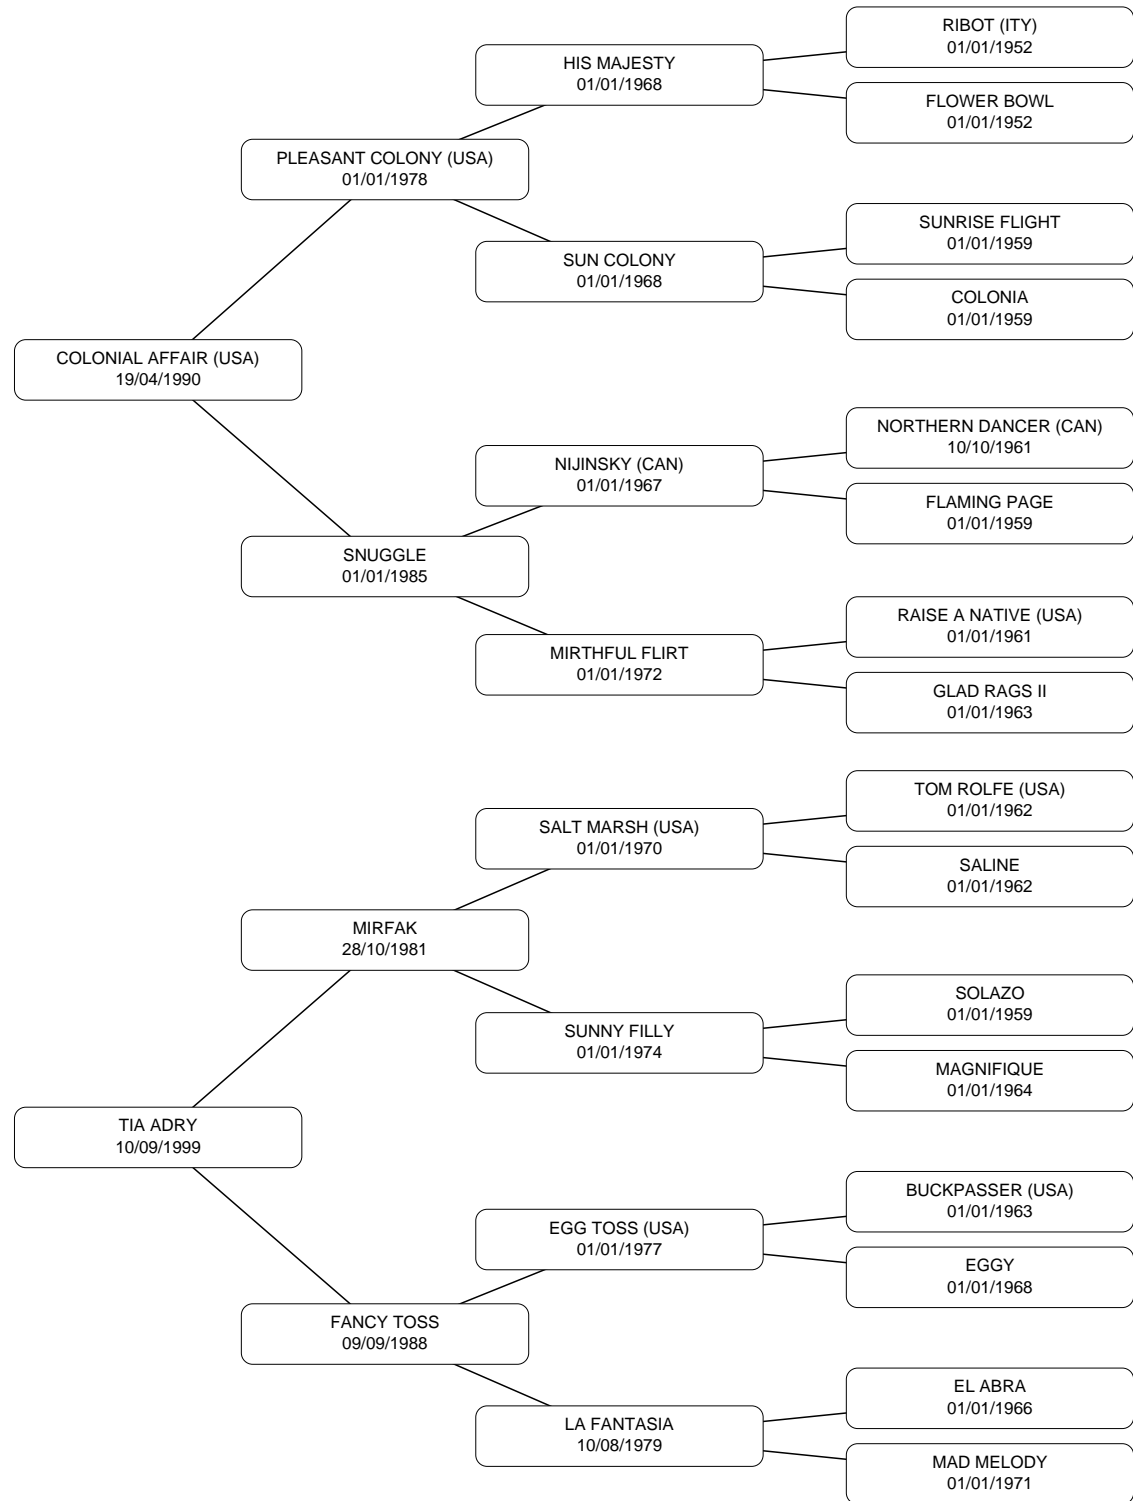 RIBOT (ITY)
01/01/1952
HIS MAJESTY
01/01/1968
FLOWER BOWL
01/01/1952
PLEASANT COLONY (USA)
01/01/1978
SUNRISE FLIGHT
01/01/1959
SUN COLONY
01/01/1968
COLONIA
01/01/1959
COLONIAL AFFAIR (USA)
19/04/1990
NORTHERN DANCER (CAN)
10/10/1961
NIJINSKY (CAN)
01/01/1967
FLAMING PAGE
01/01/1959
SNUGGLE
01/01/1985
RAISE A NATIVE (USA)
01/01/1961
MIRTHFUL FLIRT
01/01/1972
GLAD RAGS II
01/01/1963
TOM ROLFE (USA)
01/01/1962
SALT MARSH (USA)
01/01/1970
SALINE
01/01/1962
MIRFAK
28/10/1981
SOLAZO
01/01/1959
SUNNY FILLY
01/01/1974
MAGNIFIQUE
01/01/1964
TIA ADRY
10/09/1999
BUCKPASSER (USA)
01/01/1963
EGG TOSS (USA)
01/01/1977
EGGY
01/01/1968
FANCY TOSS
09/09/1988
EL ABRA
01/01/1966
LA FANTASIA
10/08/1979
MAD MELODY
01/01/1971